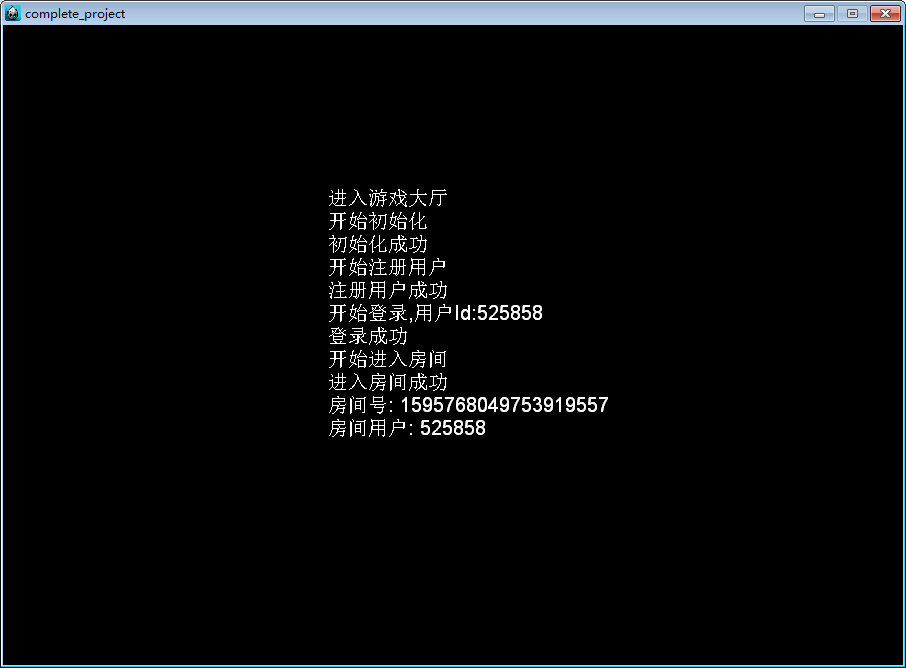 complete_project
进入游戏大厅
开始初始化
初始化成功
开始注册用户
注册用户成功
开始登录,用户Id:525858
登录成功
开始进入房间
进入房间成功
房间号: 1595768049753919557
房间用户: 525858